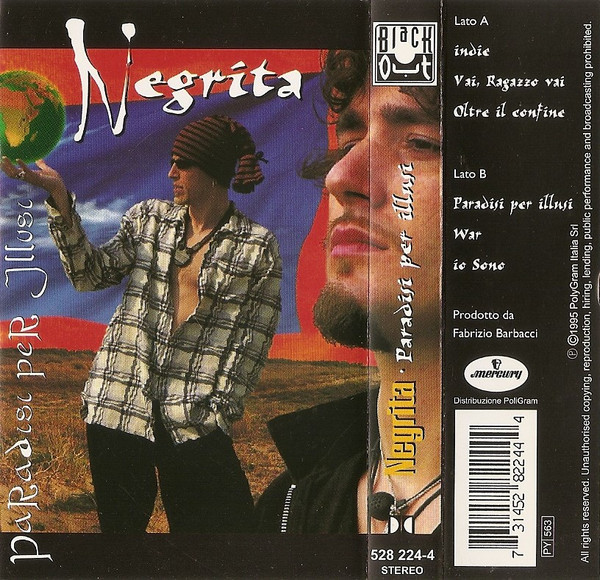 Negrita
PaRadisi peR Illusi
BlacK
Out
Paradisi per illusi
Negrita
528 224-4
STEREO
Lato A
indie
Vai, Ragazzo vai
Oltre il confine
Lato B
Paradisi per illusi
War
io Sono
Prodotto da
Fabrizio Barbacci
mercury
Distribuzione PoliGram
7 31452 82244 4
PY 563
℗©1995 PolyGram Italia Srl
All rights reserved. Unauthorised copying, reproduction, hiring, lending, public performance and broadcasting prohibited.